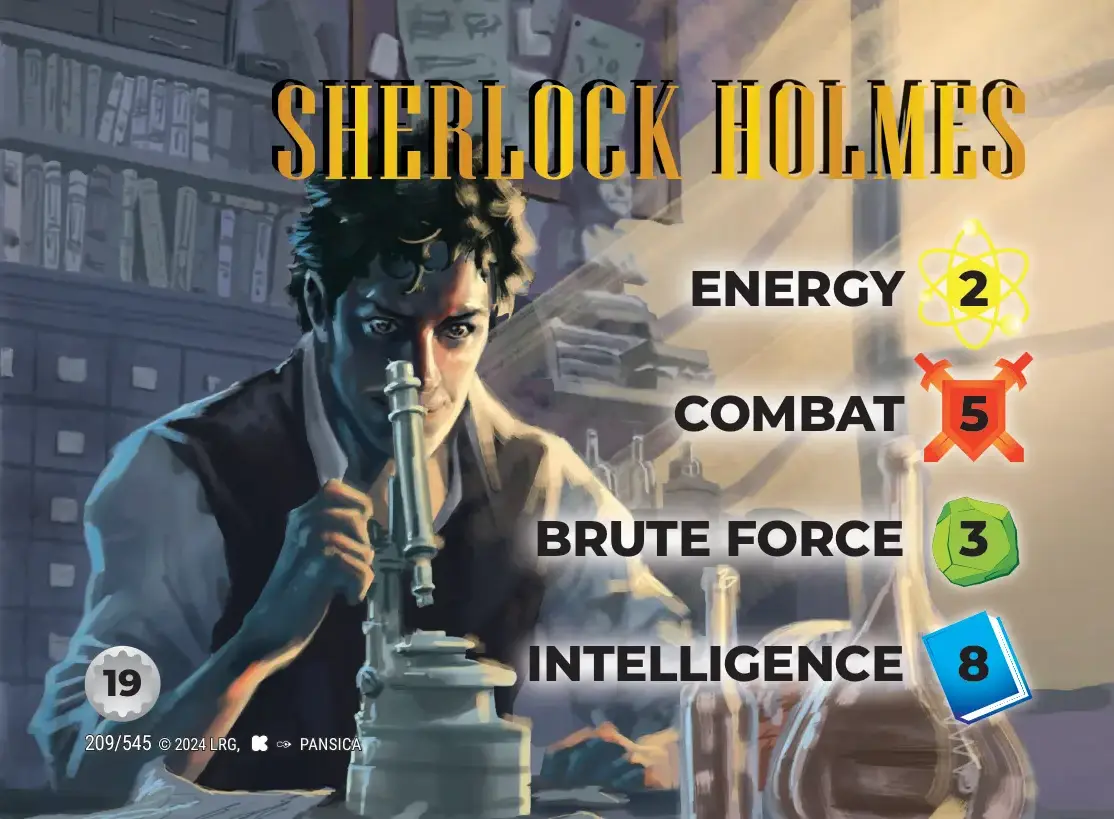 SHERLOCK HOLMES
ENERGY 2
COMBAT 5
BRUTE FORCE 3
INTELLIGENCE 8
19
209/545 © 2024 LRG, PANSICA